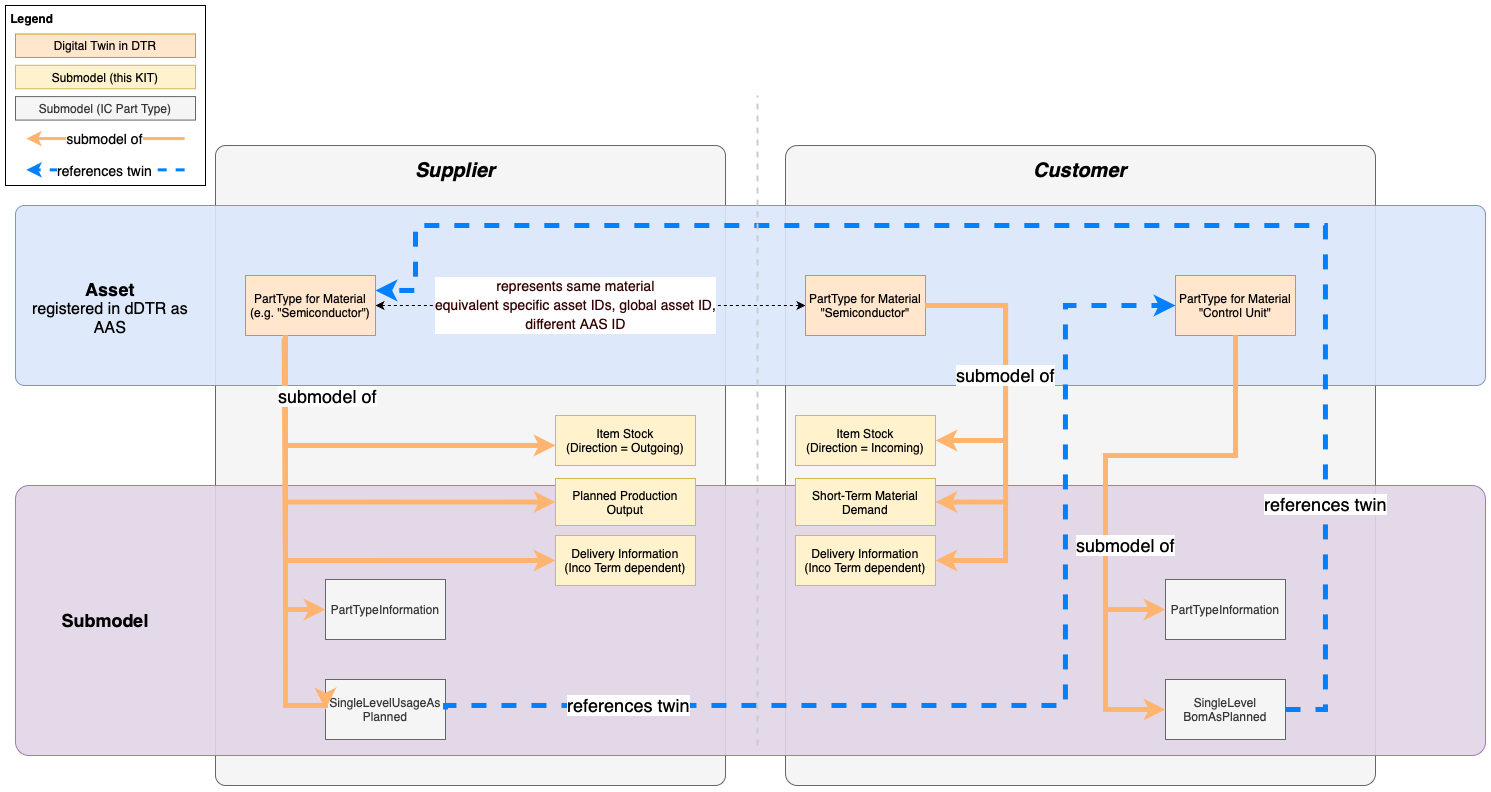 Legend
Digital Twin in DTR
Submodel (this KIT)
Submodel (IC Part Type)
submodel of
references twin
Supplier
Customer
Asset
registered in dDTR as
AAS
PartType for Material
(e.g. "Semiconductor")
represents same material
equivalent specific asset IDs, global asset ID,
different AAS ID
PartType for Material
"Semiconductor"
PartType for Material
"Control Unit"
submodel of
submodel of
Item Stock
(Direction = Outgoing)
Item Stock
(Direction = Incoming)
Planned Production
Output
Short-Term Material
Demand
references twin
submodel of
Delivery Information
(Inco Term dependent)
Delivery Information
(Inco Term dependent)
Submodel
PartTypeInformation
PartTypeInformation
SingleLevelUsageAs
Planned
references twin
SingleLevel
BomAsPlanned